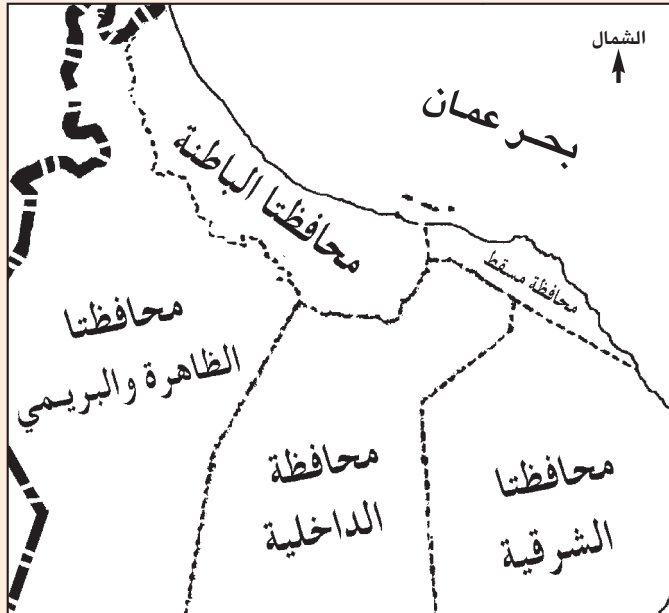 الشمال
بحر عمان
محافظتا الباطنة
محافظة مسقط
محافظتا
الظاهرة والبريمي
محافظة
الداخلية
محافظتا
الشرقية